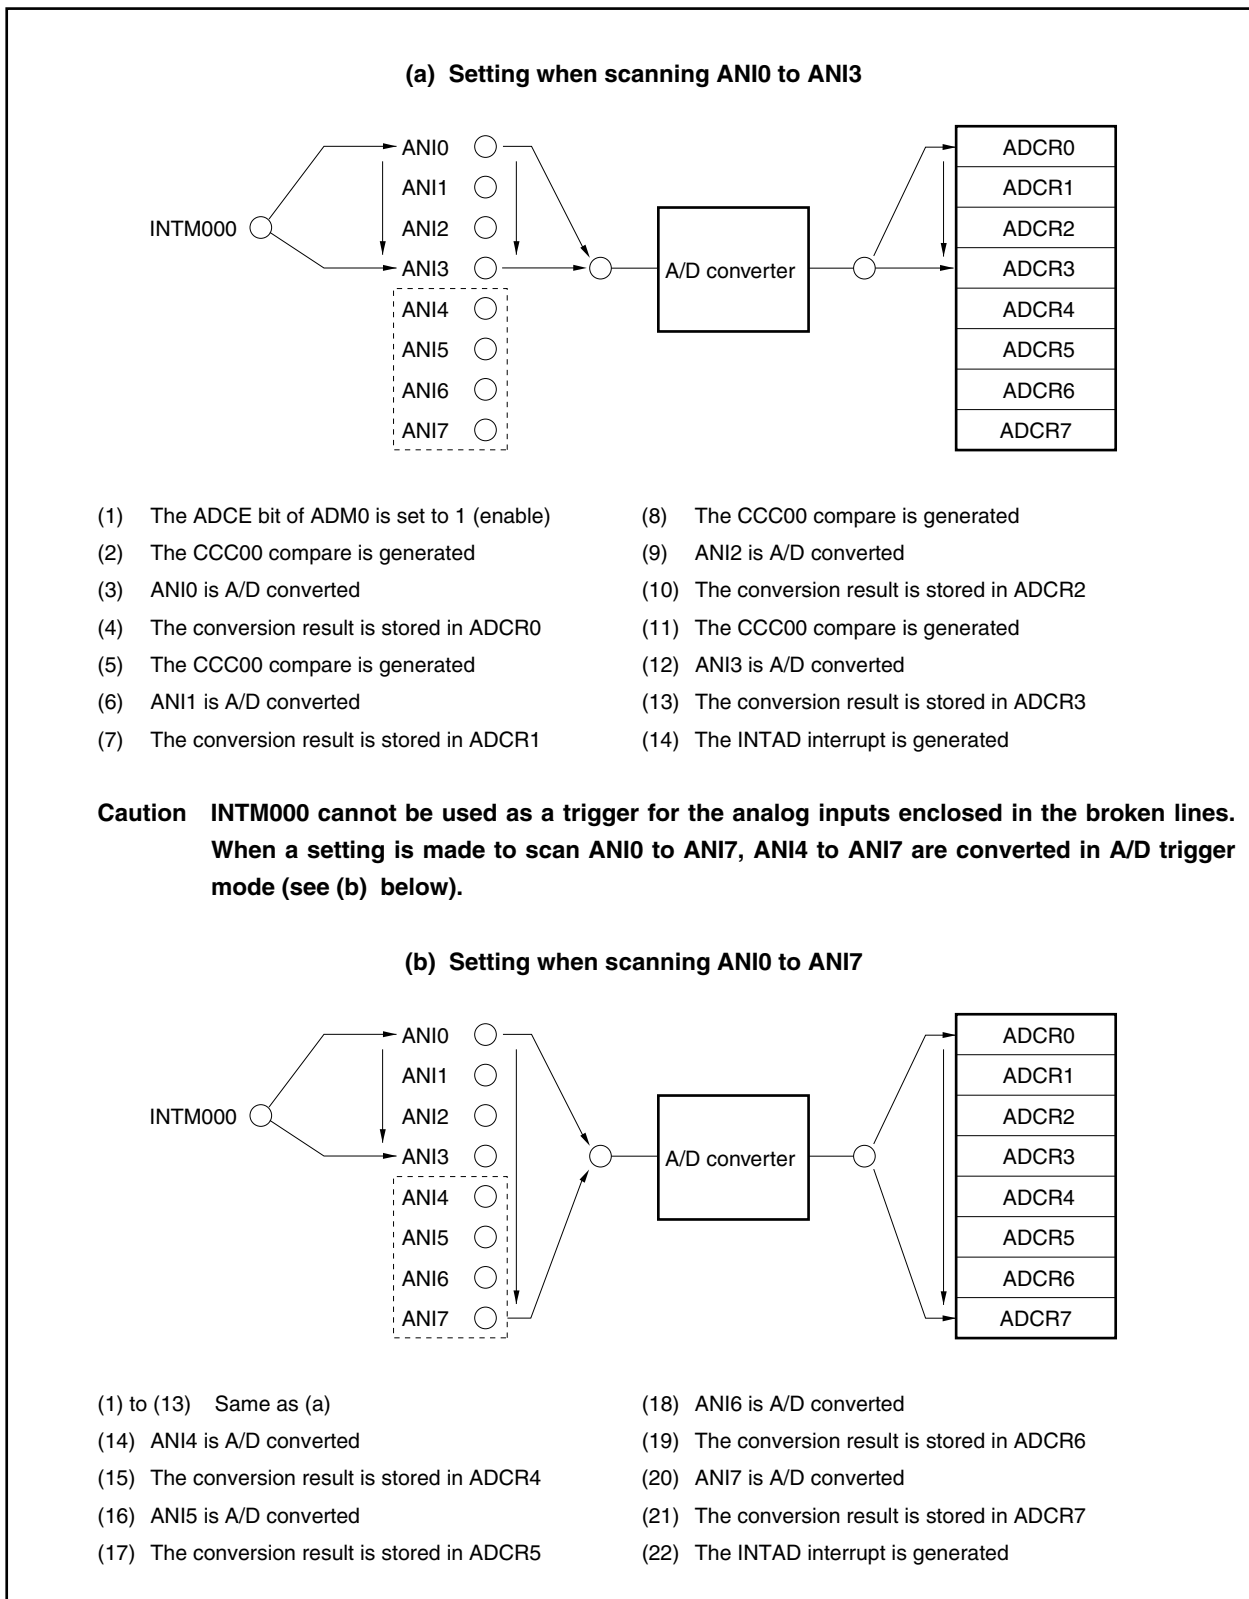 (a) Setting when scanning ANI0 to ANI3
INTM000
ANI0
ANI1
ANI2
ANI3
ANI4
ANI5
ANI6
ANI7
A/D converter
ADCR0
ADCR1
ADCR2
ADCR3
ADCR4
ADCR5
ADCR6
ADCR7
(1) The ADCE bit of ADM0 is set to 1 (enable)
(2) The CCC00 compare is generated
(3) ANI0 is A/D converted
(4) The conversion result is stored in ADCR0
(5) The CCC00 compare is generated
(6) ANI1 is A/D converted
(7) The conversion result is stored in ADCR1
(8) The CCC00 compare is generated
(9) ANI2 is A/D converted
(10) The conversion result is stored in ADCR2
(11) The CCC00 compare is generated
(12) ANI3 is A/D converted
(13) The conversion result is stored in ADCR3
(14) The INTAD interrupt is generated
Caution INTM000 cannot be used as a trigger for the analog inputs enclosed in the broken lines.
When a setting is made to scan ANI0 to ANI7, ANI4 to ANI7 are converted in A/D trigger
mode (see (b) below).
(b) Setting when scanning ANI0 to ANI7
INTM000
ANI0
ANI1
ANI2
ANI3
ANI4
ANI5
ANI6
ANI7
A/D converter
ADCR0
ADCR1
ADCR2
ADCR3
ADCR4
ADCR5
ADCR6
ADCR7
(1) to (13) Same as (a)
(14) ANI4 is A/D converted
(15) The conversion result is stored in ADCR4
(16) ANI5 is A/D converted
(17) The conversion result is stored in ADCR5
(18) ANI6 is A/D converted
(19) The conversion result is stored in ADCR6
(20) ANI7 is A/D converted
(21) The conversion result is stored in ADCR7
(22) The INTAD interrupt is generated